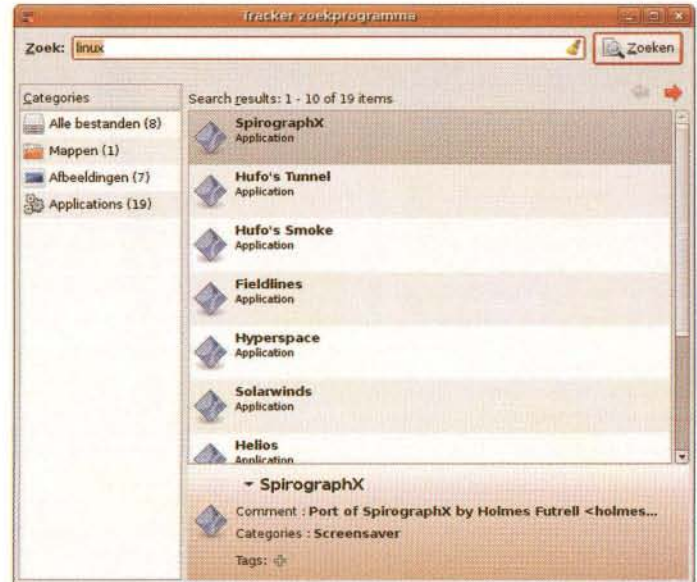 Tracker zoekprogramma
Zoek: linux Zoeken
Categories
Alle bestanden (8)
Mappen (1)
Afbeeldingen (7)
Applications (19)
Search results: 1 - 10 of 19 items
SpirographX
Application
Hufo's Tunnel
Application
Hufo's Smoke
Application
Fieldlines
Application
Hyperspace
Application
Solarwinds
Application
Helios
Application
SpirographX
Comment : Port of SpirographX by Holmes Futrell <holmes...
Categories : Screensaver
Tags: